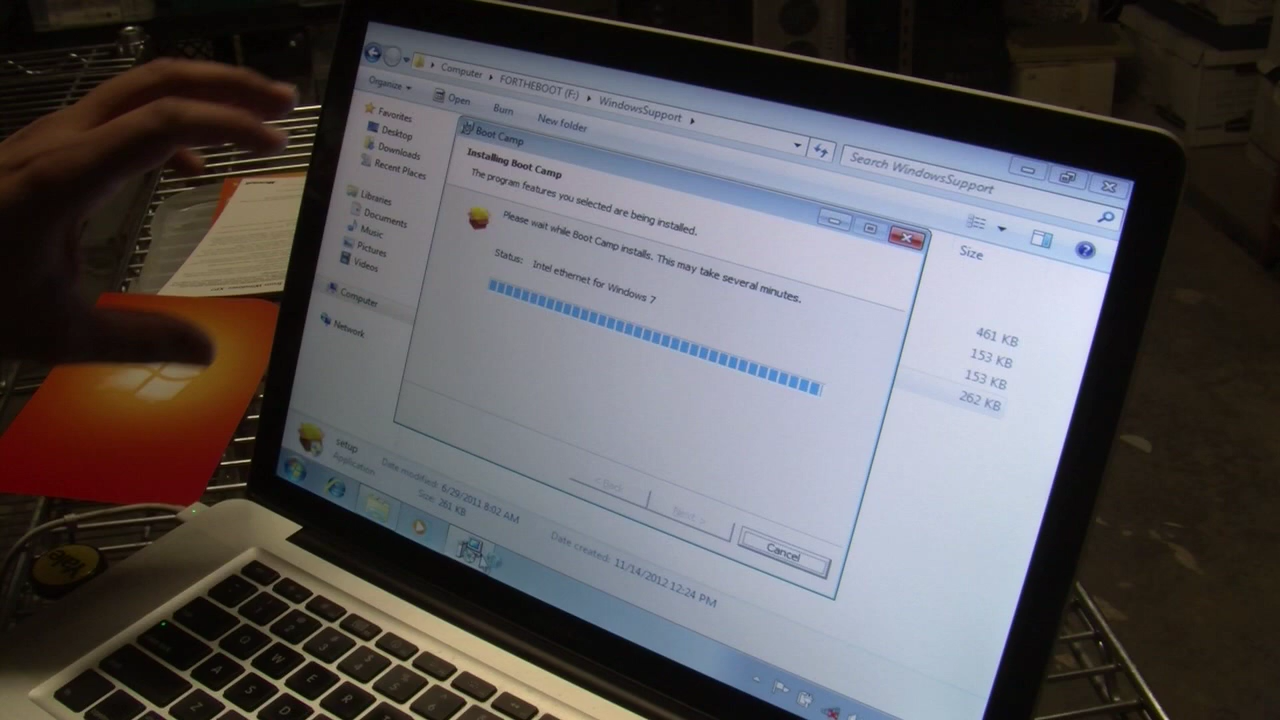 Computer ▸ FORTHEBOOT (F:) ▸ WindowsSupport ▸
Search WindowsSupport
Organize ▾
Open
Burn
New folder
Favorites
Desktop
Downloads
Recent Places
Libraries
Documents
Music
Pictures
Videos
Computer
Network
Boot Camp
Installing Boot Camp
The program features you selected are being installed.
Please wait while Boot Camp installs. This may take several minutes.
Status: Intel ethernet for Windows 7
< Back
Next >
Cancel
Size
461 KB
153 KB
153 KB
262 KB
setup
Application
Date modified: 6/29/2011 8:02 AM
Size: 261 KB
Date created: 11/14/2012 12:24 PM
Q
W
E
R
A
S
D